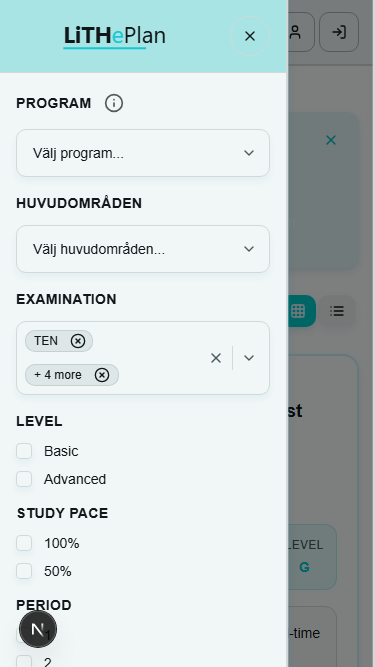 LiTHePlan
PROGRAM
Välj program...
HUVUDOMRÅDEN
Välj huvudområden...
EXAMINATION
TEN
+ 4 more
LEVEL
Basic
Advanced
STUDY PACE
100%
50%
PERIOD
1
2
N
st
LEVEL
G
-time